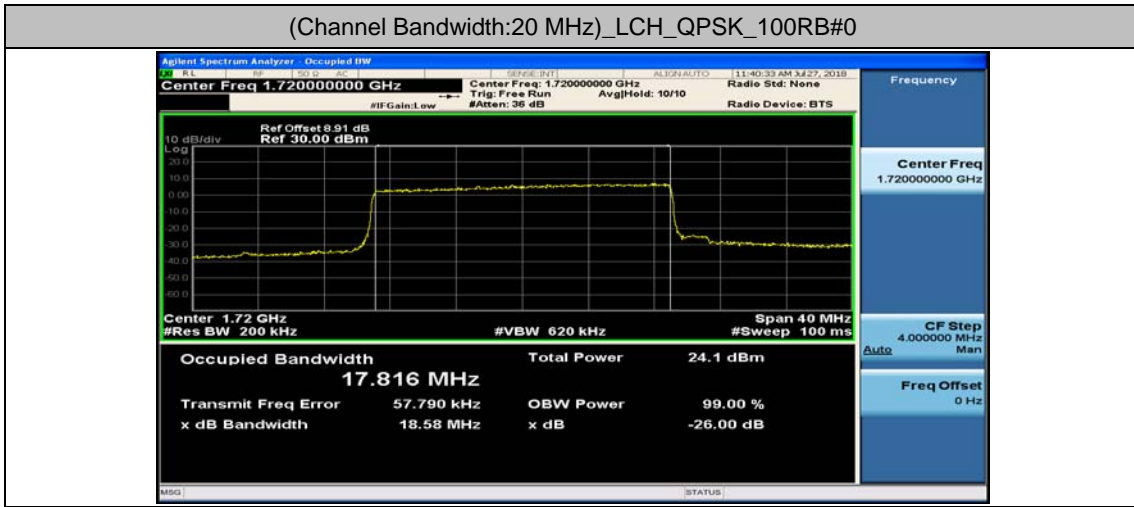 (Channel Bandwidth:20 MHz)_LCH_QPSK_100RB#0
Agilent Spectrum Analyzer - Occupied BW
LXI RL RF 50 Ω AC SENSE:INT ALIGN AUTO 11:40:33 AM Jul 27, 2018
Center Freq 1.720000000 GHz
Center Freq: 1.720000000 GHz
Radio Std: None
Trig: Free Run Avg|Hold: 10/10
#IFGain:Low
#Atten: 36 dB
Radio Device: BTS
Frequency
Ref Offset 8.91 dB
10 dB/div Ref 30.00 dBm
Log
20.0
10.0
0.00
-10.0
-20.0
-30.0
-40.0
-50.0
-60.0
Center Freq
1.720000000 GHz
Center 1.72 GHz Span 40 MHz
#Res BW 200 kHz #VBW 620 kHz #Sweep 100 ms
CF Step
4.000000 MHz
Auto Man
Occupied Bandwidth Total Power 24.1 dBm
17.816 MHz
Transmit Freq Error 57.790 kHz OBW Power 99.00 %
x dB Bandwidth 18.58 MHz x dB -26.00 dB
Freq Offset
0 Hz
MSG STATUS